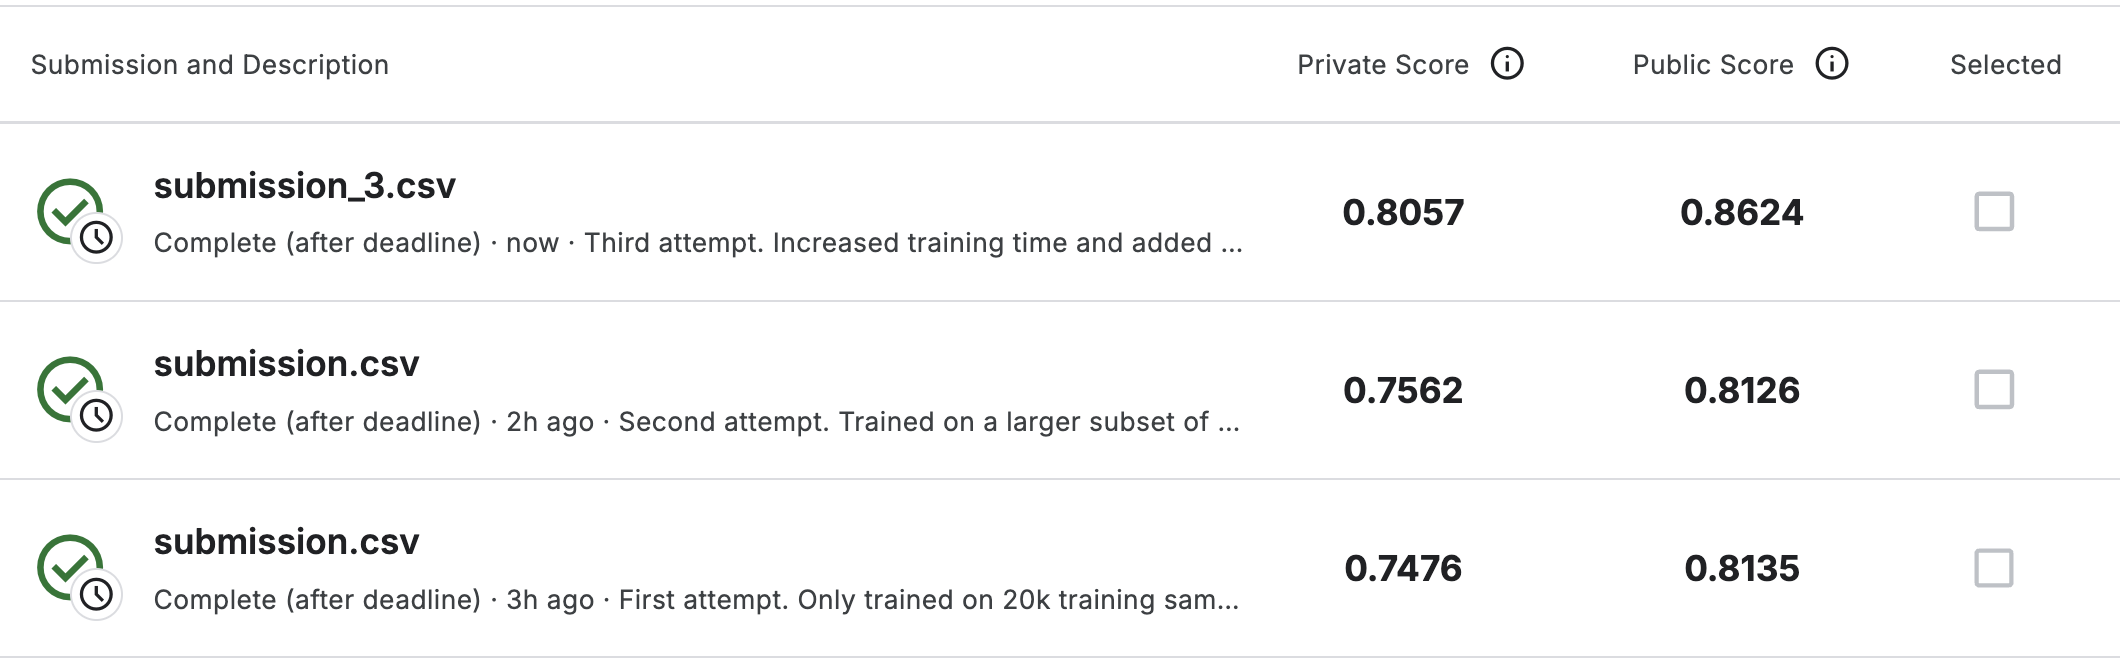 Submission and Description Private Score Public Score Selected
submission_3.csv
Complete (after deadline) · now · Third attempt. Increased training time and added ...
0.8057 0.8624
submission.csv
Complete (after deadline) · 2h ago · Second attempt. Trained on a larger subset of ...
0.7562 0.8126
submission.csv
Complete (after deadline) · 3h ago · First attempt. Only trained on 20k training sam...
0.7476 0.8135